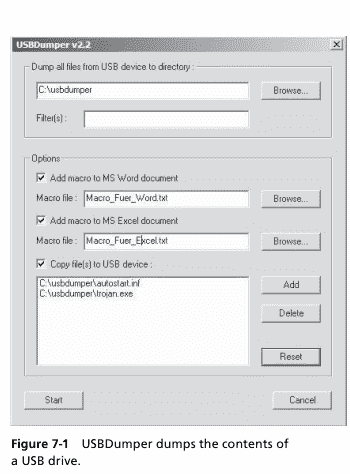 USBDumper v2.2
Dump all files from USB device to directory :
C:\usbdumper
Browse...
Filter(s) :
Options
Add macro to MS Word document
Macro file :
Macro_Fuer_Word.txt
Browse...
Add macro to MS Excel document
Macro file :
Macro_Fuer_Excel.txt
Browse...
Copy file(s) to USB device :
C:\usbdumper\autostart.inf
C:\usbdumper\trojan.exe
Add
Delete
Reset
Start
Cancel
Figure 7-1 USBDumper dumps the contents of
a USB drive.